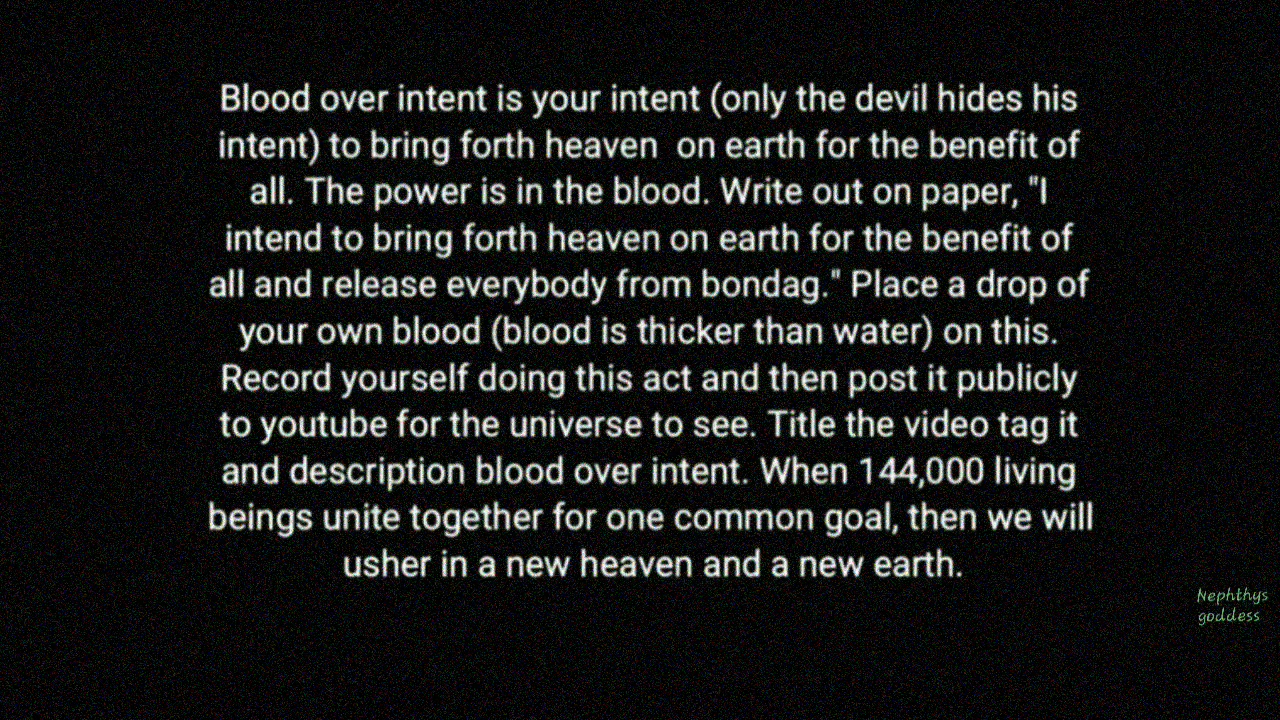 Blood over intent is your intent (only the devil hides his
intent) to bring forth heaven  on earth for the benefit of
all. The power is in the blood. Write out on paper, "I
intend to bring forth heaven on earth for the benefit of
all and release everybody from bondag." Place a drop of
your own blood (blood is thicker than water) on this.
Record yourself doing this act and then post it publicly
to youtube for the universe to see. Title the video tag it
and description blood over intent. When 144,000 living
beings unite together for one common goal, then we will
usher in a new heaven and a new earth.
Nephthys
goddess